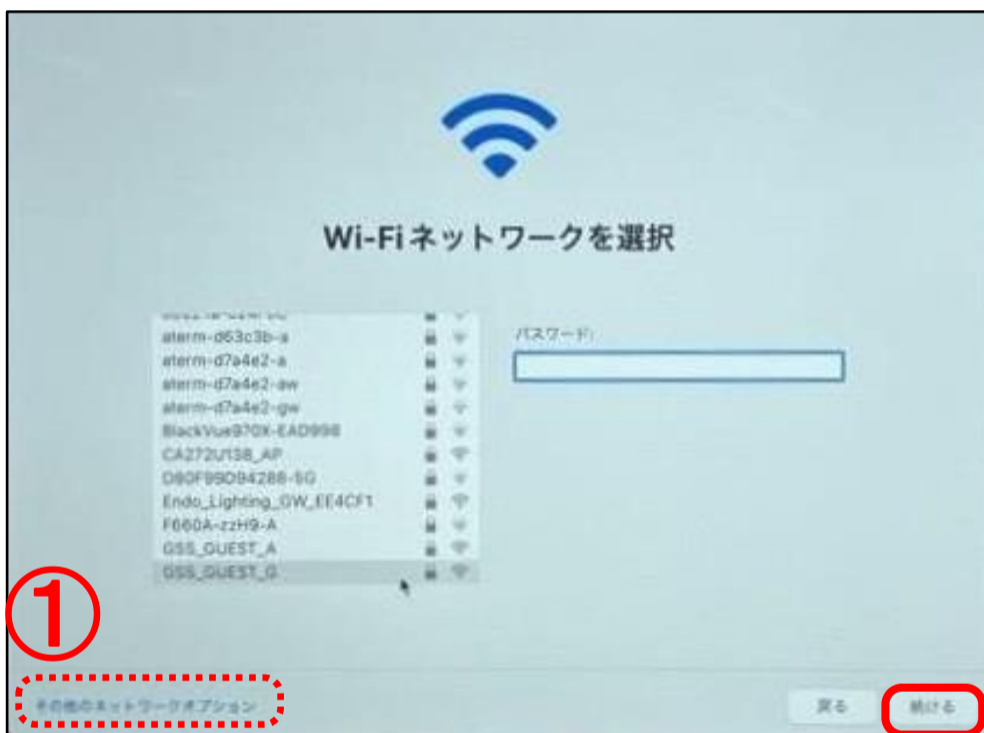 Wi-Fiネットワークを選択
aterm-d63c3b-a
aterm-d7a4e2-a
aterm-d7a4e2-aw
aterm-d7a4e2-gw
BlackVue970X-EAD998
CA272U138_AP
D80F99D94288-5G
Endo_Lighting_GW_EE4CF1
F660A-zzH9-A
GSS_GUEST_A
GSS_GUEST_G
パスワード:
①
その他のネットワークオプション
戻る
続ける